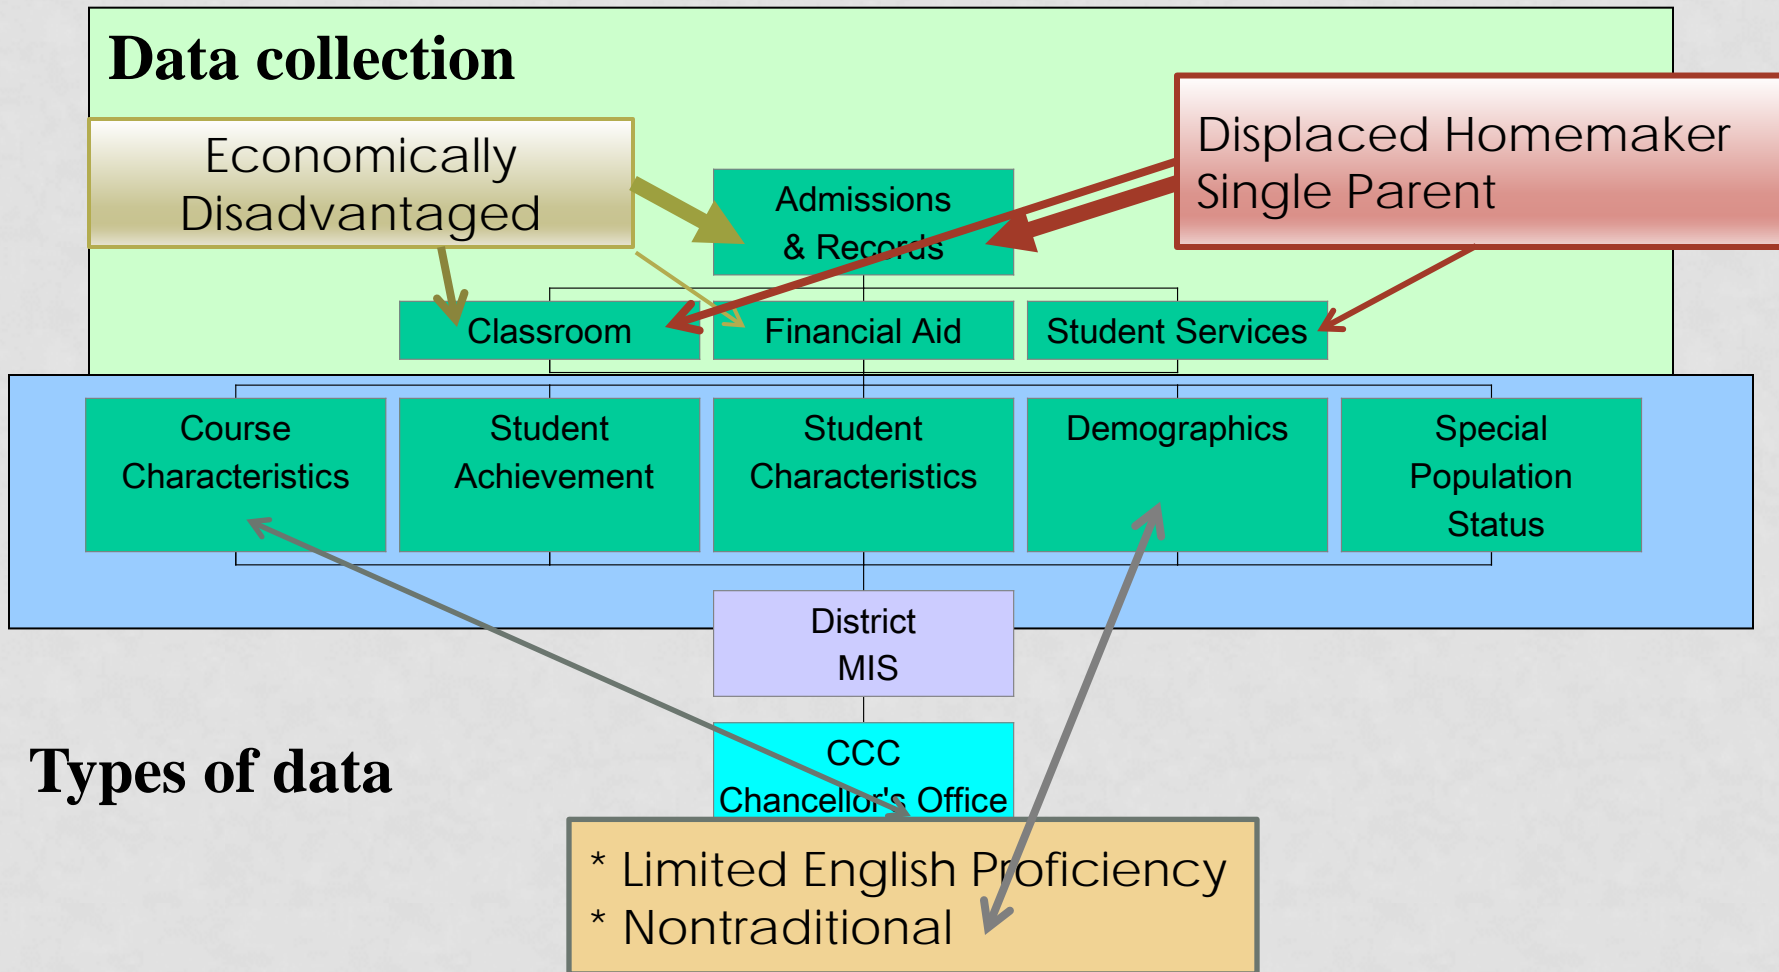 Data collection
Economically
Disadvantaged
Displaced Homemaker
Single Parent
Admissions
& Records
Classroom
Financial Aid
Student Services
Course
Characteristics
Student
Achievement
Student
Characteristics
Demographics
Special
Population
Status
District
MIS
Types of data
CCC
Chancellor's Office
* Limited English Proficiency
* Nontraditional